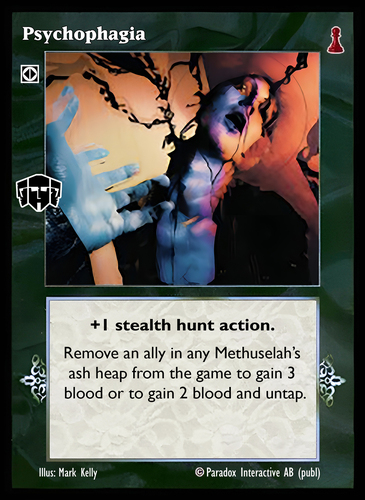 Psychophagia
+1 stealth hunt action.
Remove an ally in any Methuselah's
ash heap from the game to gain 3
blood or to gain 2 blood and untap.
Illus: Mark Kelly
© Paradox Interactive AB (publ)